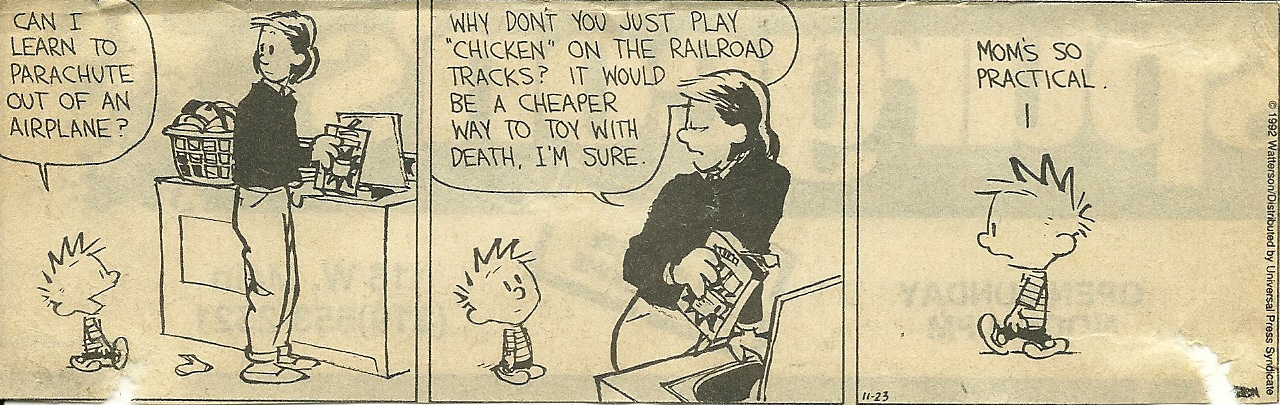 CAN I
LEARN TO
PARACHUTE
OUT OF AN
AIRPLANE?
WHY DON'T YOU JUST PLAY
"CHICKEN" ON THE RAILROAD
TRACKS? IT WOULD
BE A CHEAPER
WAY TO TOY WITH
DEATH, I'M SURE.
MOM'S SO
PRACTICAL.
11-23
© 1992 Watterson/Distributed by Universal Press Syndicate